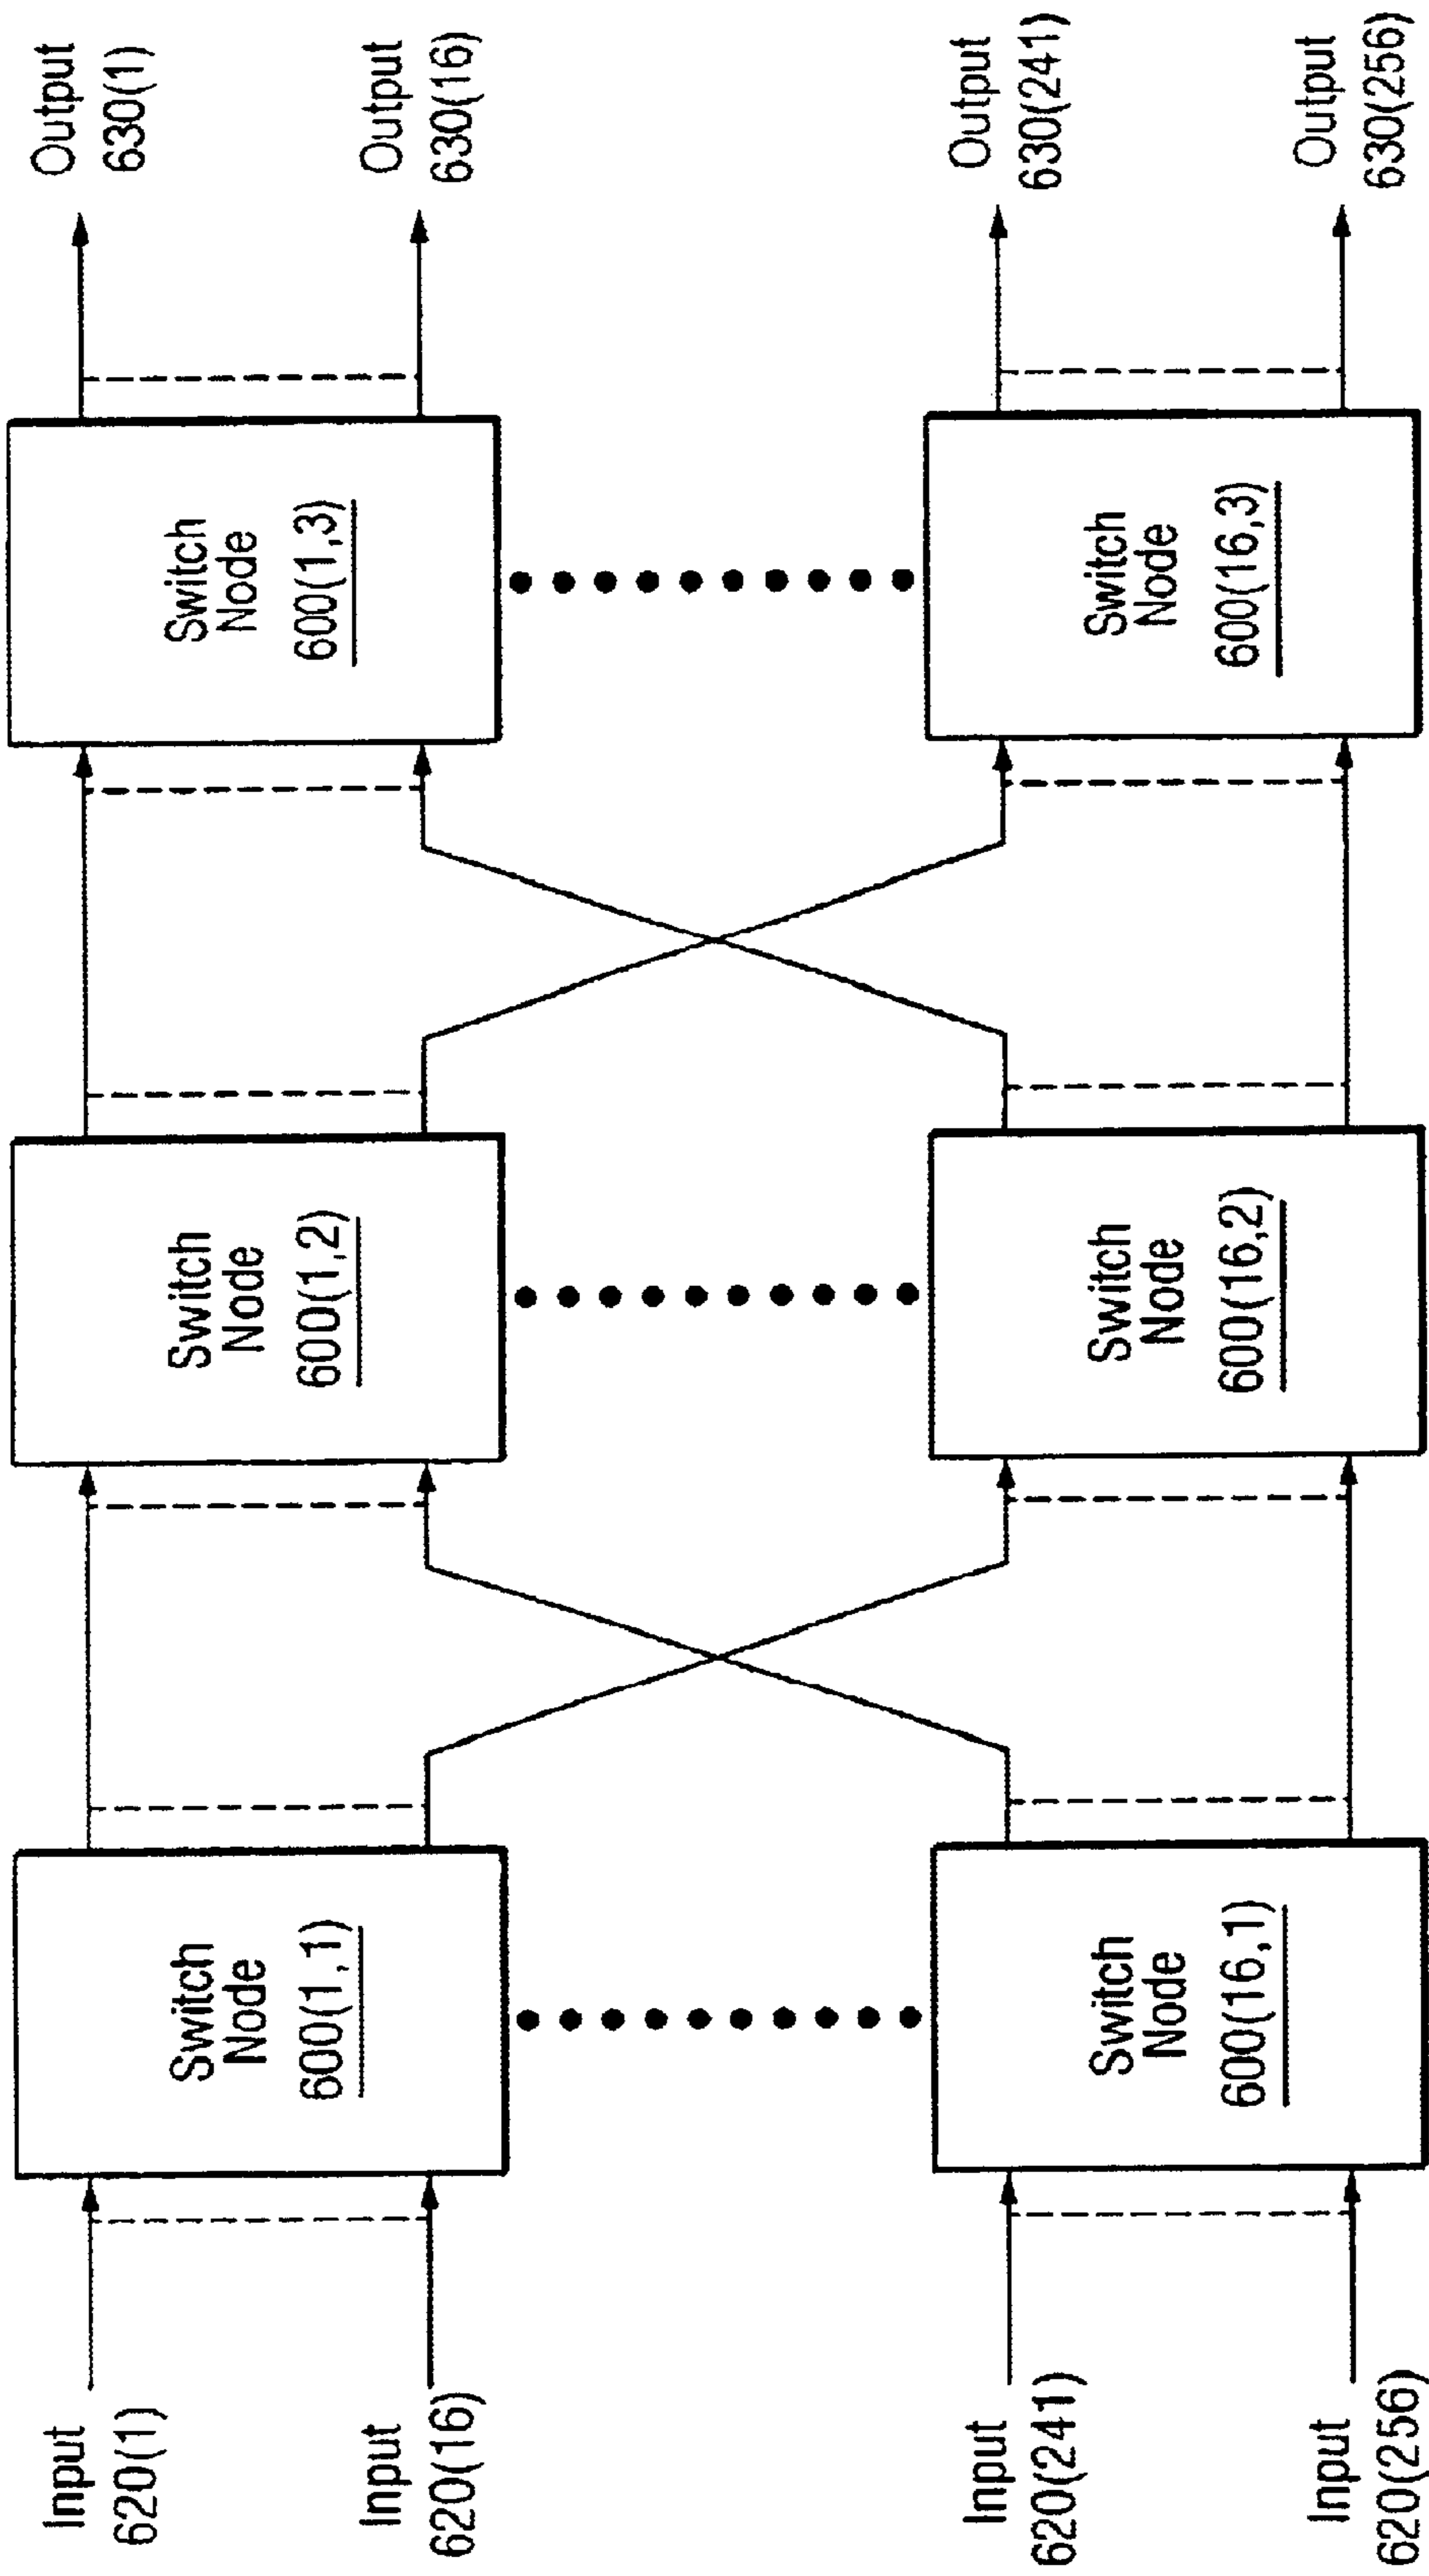 Input
620(1)
Input
620(16)
Input
620(241)
Input
620(256)
Switch
Node
600(1,1)
Switch
Node
600(16,1)
Switch
Node
600(1,2)
Switch
Node
600(16,2)
Switch
Node
600(1,3)
Switch
Node
600(16,3)
Output
630(1)
Output
630(16)
Output
630(241)
Output
630(256)